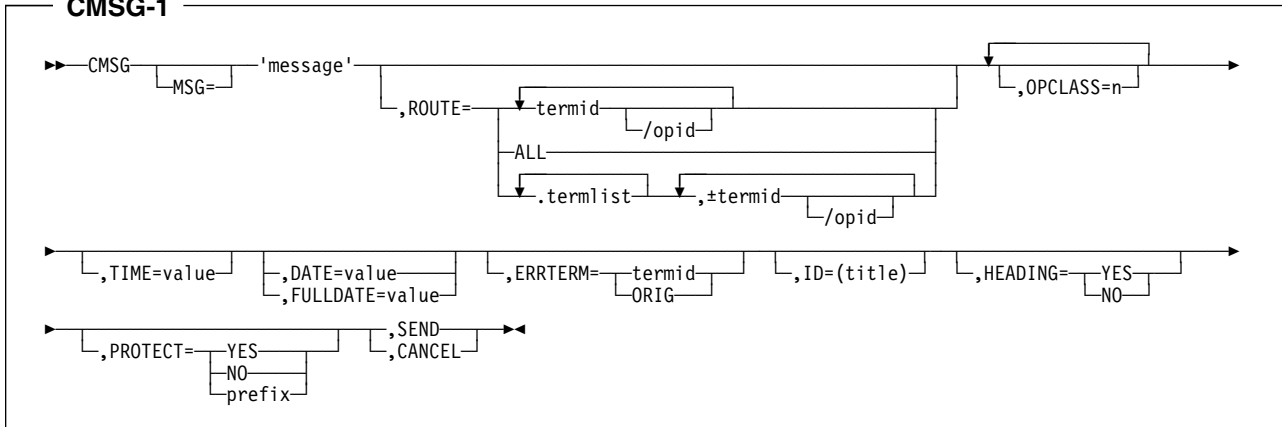 CMSG-1
CMSG 'message'
MSG= ,OPCLASS=n
,ROUTE= termid
/opid
ALL
.termlist ,±termid
/opid
,TIME=value ,DATE=value ,ERRTERM= termid ,ID=(title) ,HEADING= YES
,FULLDATE=value ORIG NO
,SEND
,PROTECT= YES ,CANCEL
NO
prefix